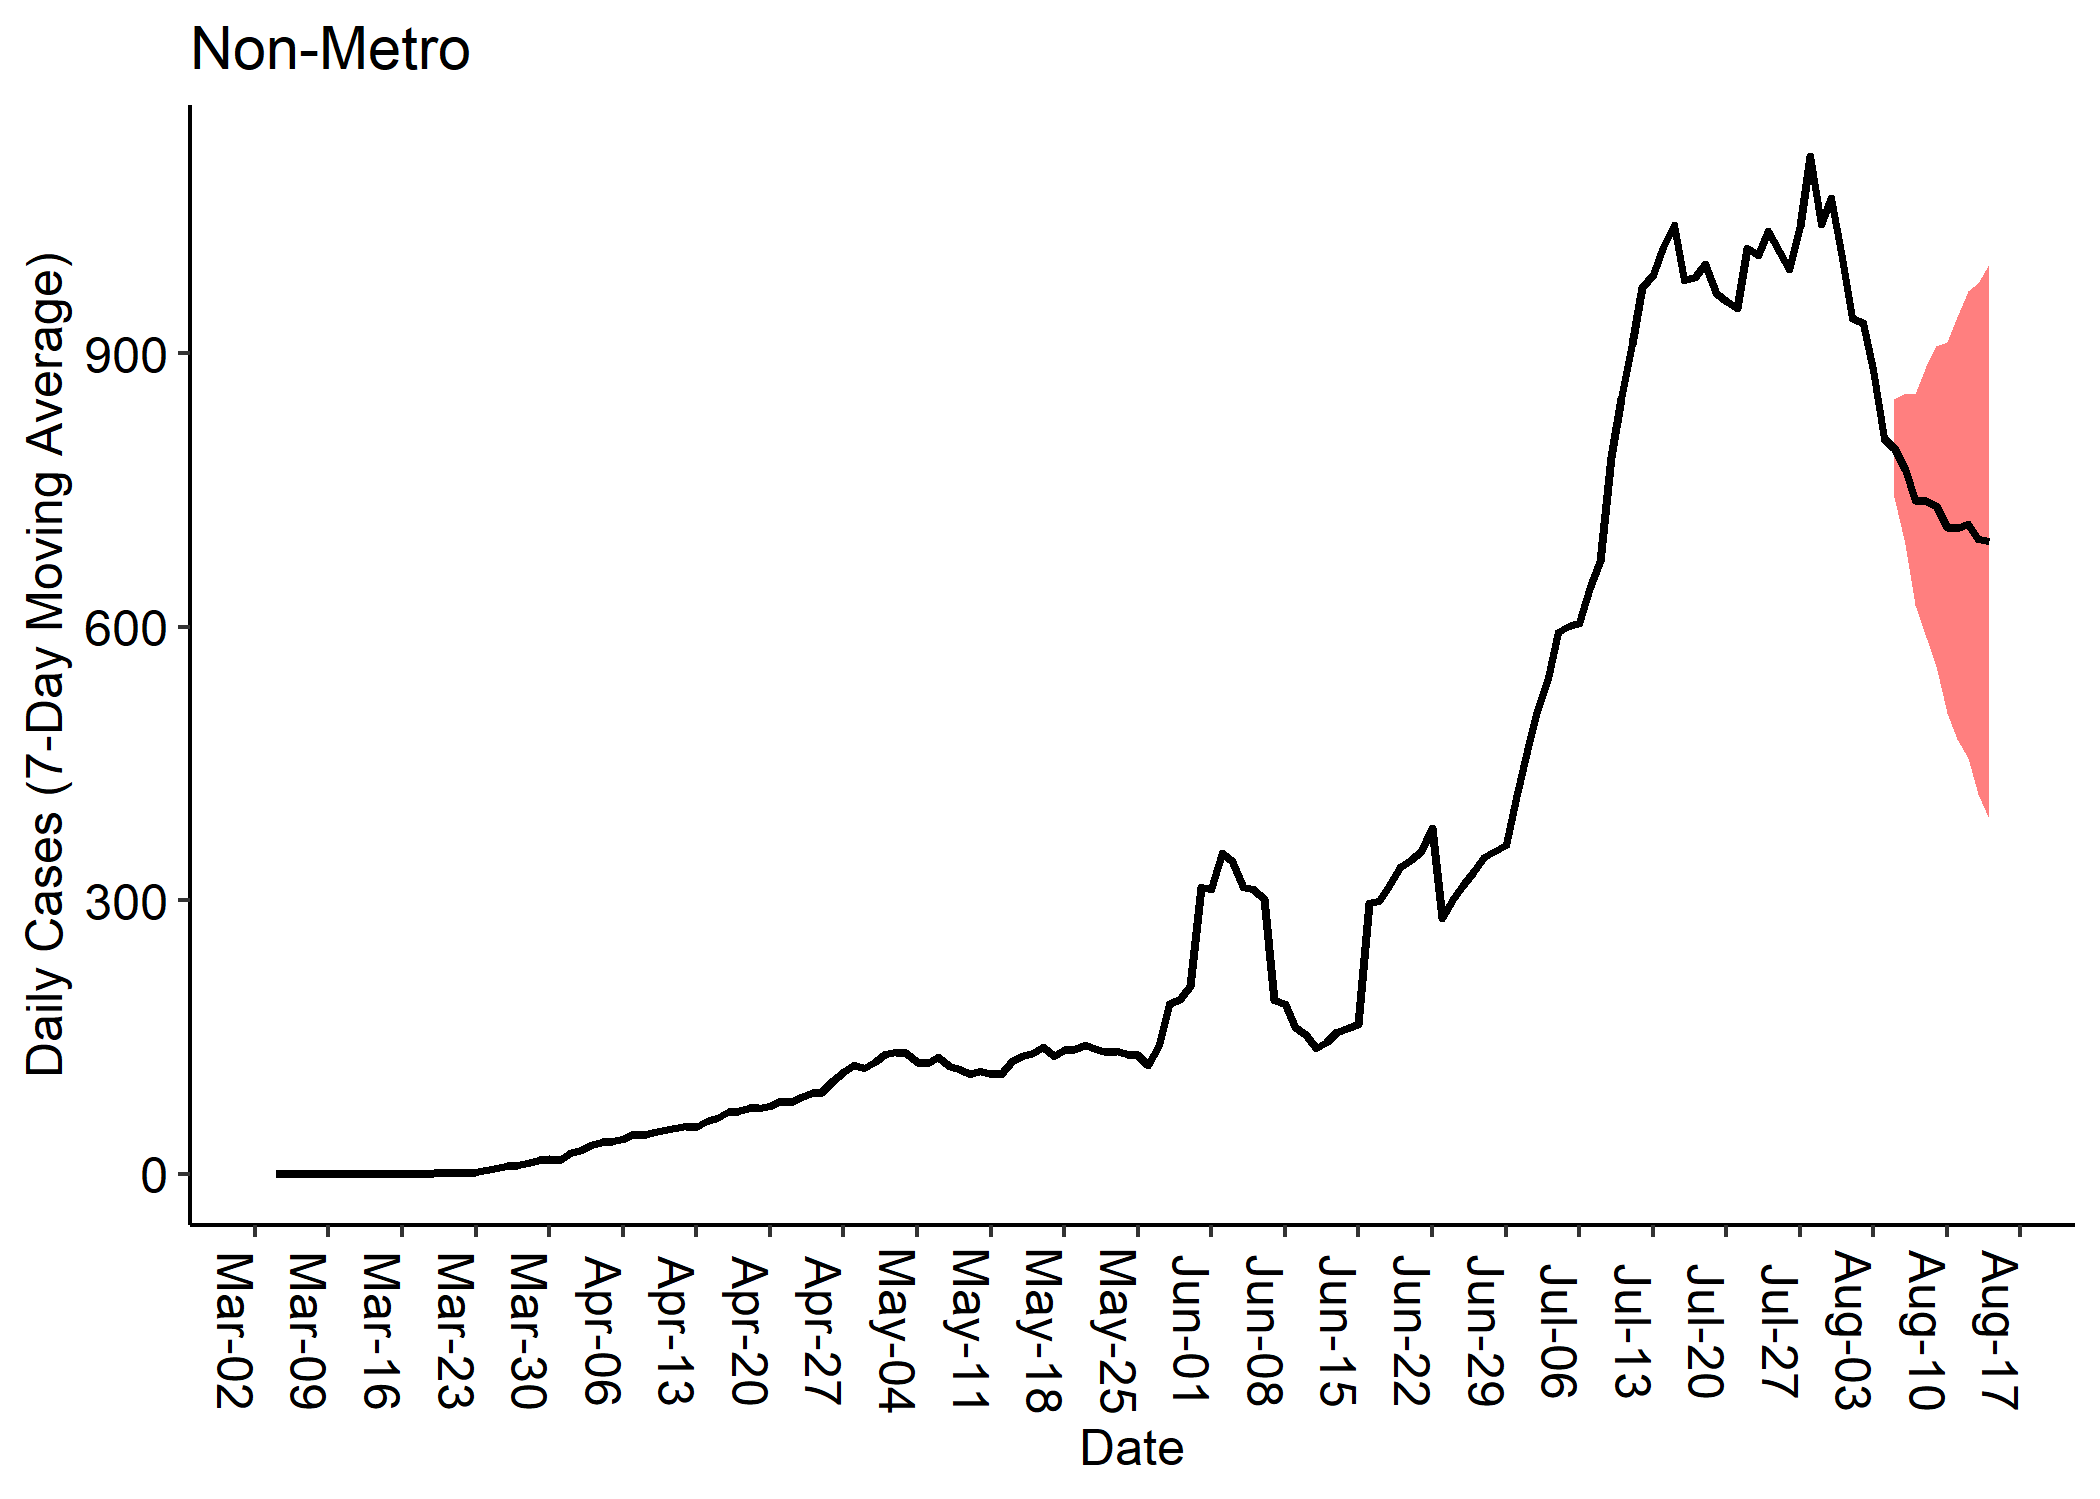 Non-Metro
Daily Cases (7-Day Moving Average)
900
600
300
0
Mar-02
Mar-09
Mar-16
Mar-23
Mar-30
Apr-06
Apr-13
Apr-20
Apr-27
May-04
May-11
May-18
May-25
Jun-01
Jun-08
Jun-15
Jun-22
Jun-29
Jul-06
Jul-13
Jul-20
Jul-27
Aug-03
Aug-10
Aug-17
Date